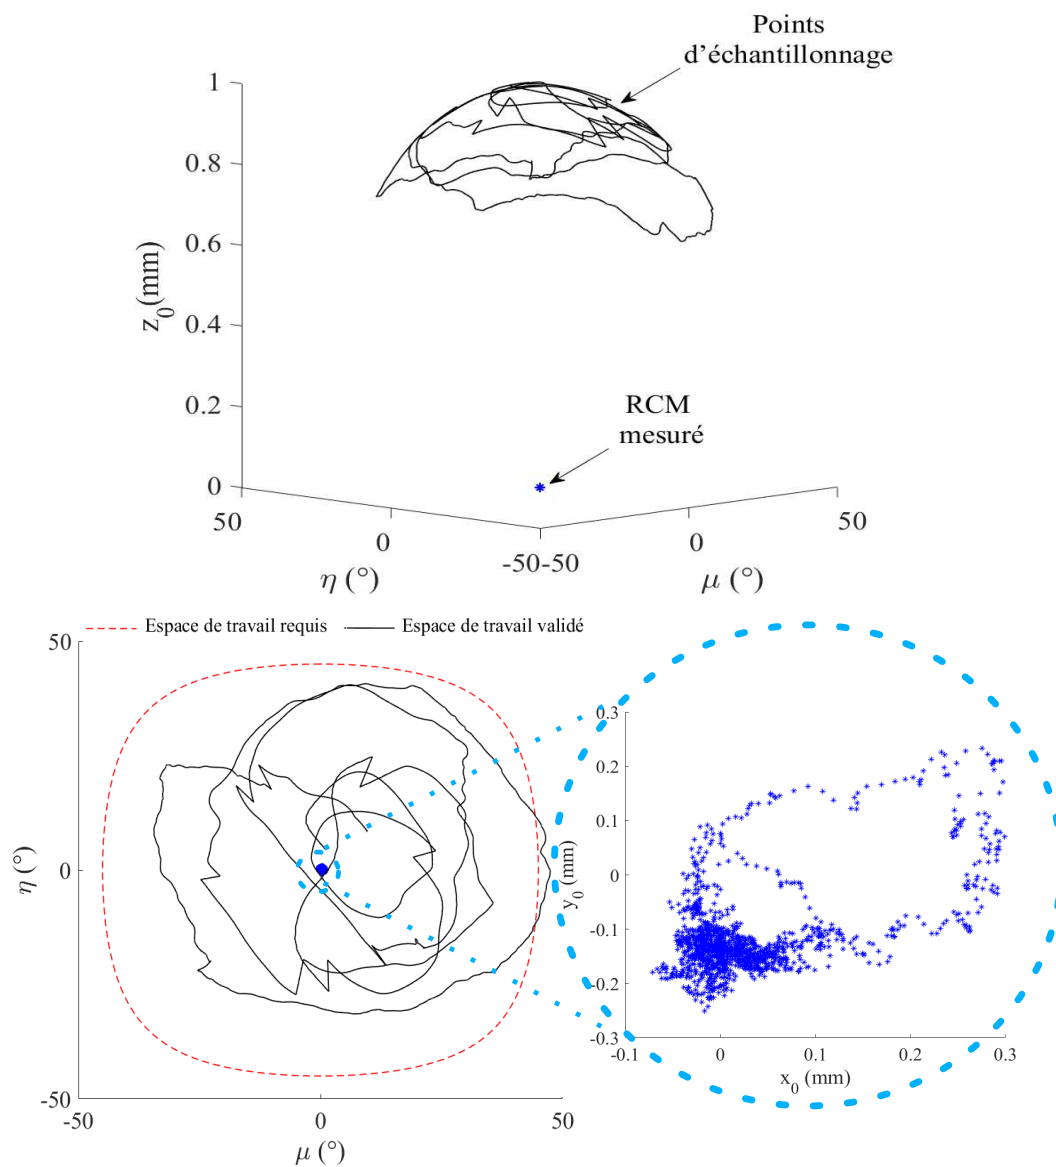 Points
d'échantillonnage
1
0.8
0.6
0.4
0.2
0
z0(mm)
RCM
mesuré
50
0
-50-50
0
50
η (°)
μ (°)
Espace de travail requis
Espace de travail validé
50
0
-50
η (°)
-50
0
50
μ (°)
0.3
0.2
0.1
0
-0.1
-0.2
-0.3
y0 (mm)
-0.1
0
0.1
0.2
0.3
x0 (mm)